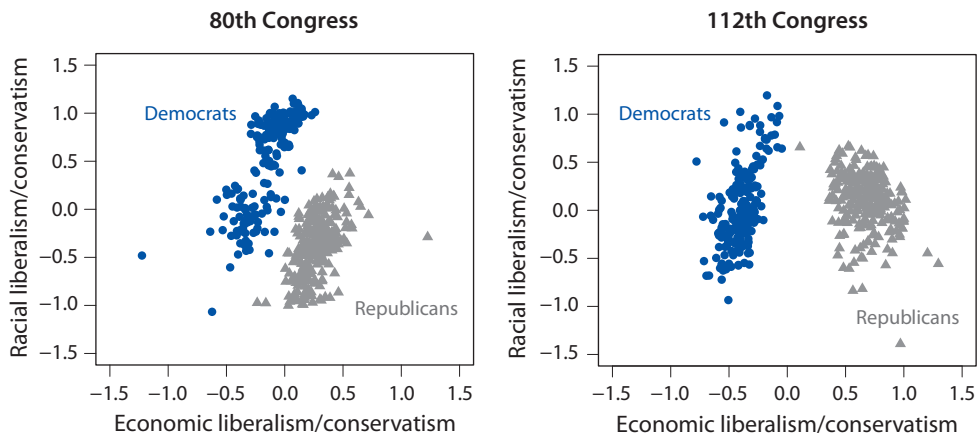 80th Congress
Racial liberalism/conservatism
1.5
1.0
0.5
0.0
−0.5
−1.0
−1.5
Democrats
Republicans
−1.5 −1.0 −0.5 0.0 0.5 1.0 1.5
Economic liberalism/conservatism
112th Congress
Racial liberalism/conservatism
1.5
1.0
0.5
0.0
−0.5
−1.0
−1.5
Democrats
Republicans
−1.5 −1.0 −0.5 0.0 0.5 1.0 1.5
Economic liberalism/conservatism